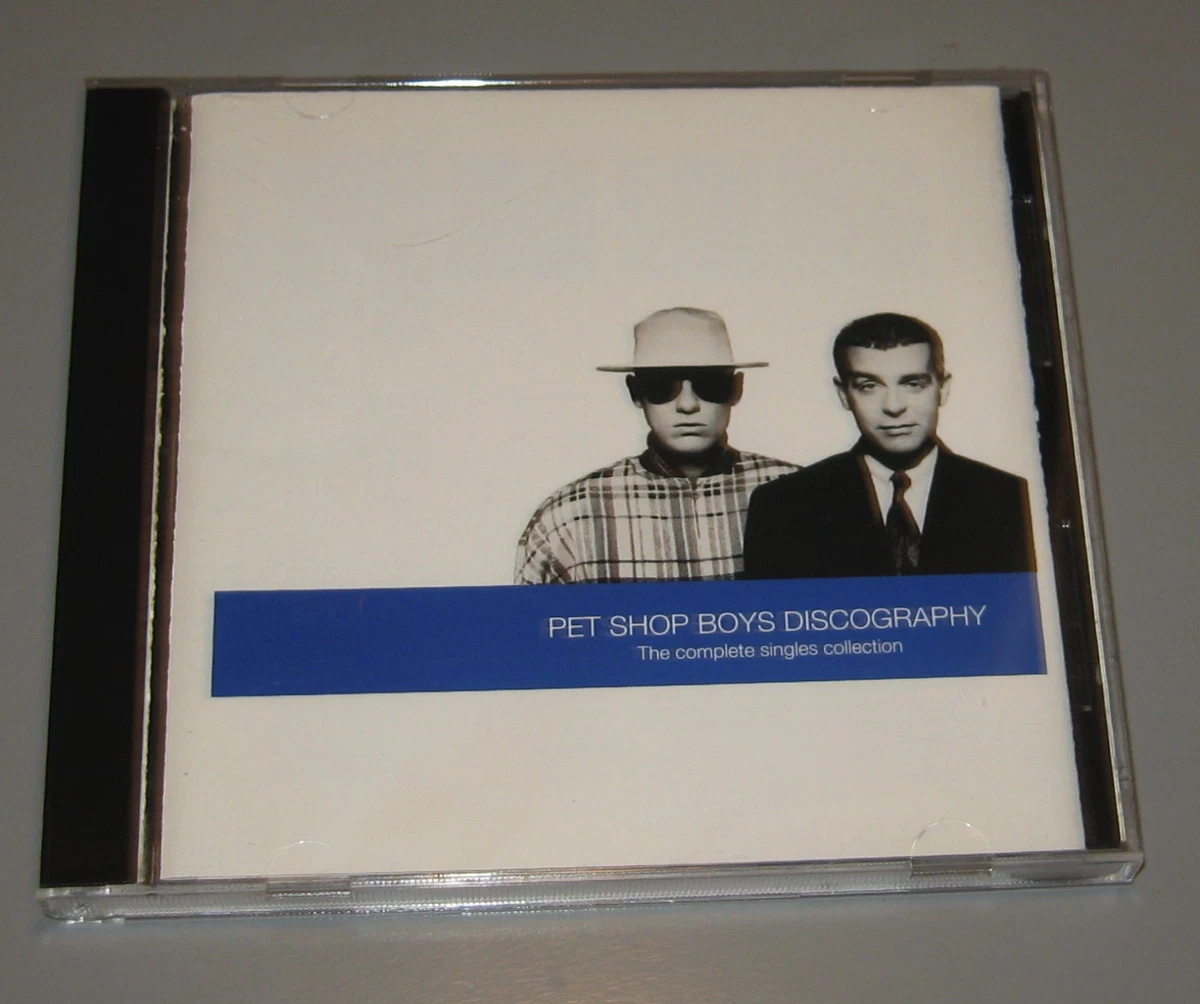 PET SHOP BOYS DISCOGRAPHY
The complete singles collection